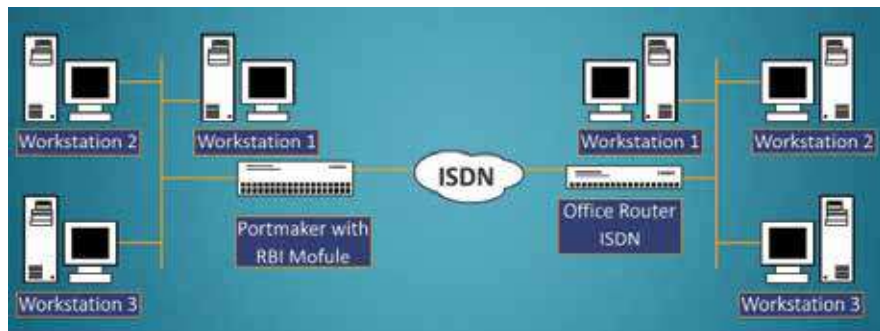 Workstation 2
Workstation 1
Workstation 3
Portmaker with
RBI Mofule
ISDN
Office Router
ISDN
Workstation 1
Workstation 2
Workstation 3